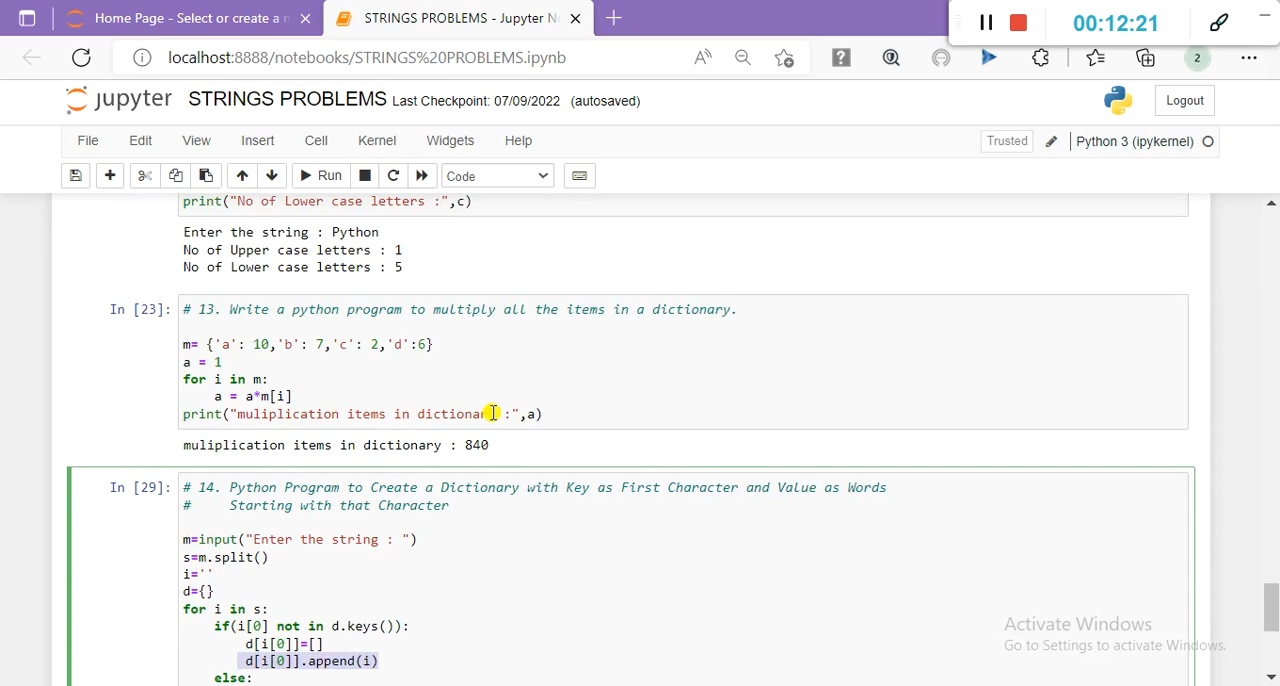 Home Page - Select or create a n
STRINGS PROBLEMS - Jupyter N
00:12:21
localhost:8888/notebooks/STRINGS%20PROBLEMS.ipynb
2
jupyter STRINGS PROBLEMS Last Checkpoint: 07/09/2022 (autosaved)
Logout
File Edit View Insert Cell Kernel Widgets Help
Trusted
Python 3 (ipykernel)
Run
Code
print("No of Lower case letters :",c)
Enter the string : Python
No of Upper case letters : 1
No of Lower case letters : 5
In [23]: # 13. Write a python program to multiply all the items in a dictionary.
m= {'a': 10,'b': 7,'c': 2,'d':6}
a = 1
for i in m:
a = a*m[i]
print("muliplication items in dictionary :",a)
muliplication items in dictionary : 840
In [29]: # 14. Python Program to Create a Dictionary with Key as First Character and Value as Words
# Starting with that Character
m=input("Enter the string : ")
s=m.split()
i=''
d={}
for i in s:
if(i[0] not in d.keys()):
d[i[0]]=[]
d[i[0]].append(i)
else:
Activate Windows
Go to Settings to activate Windows.